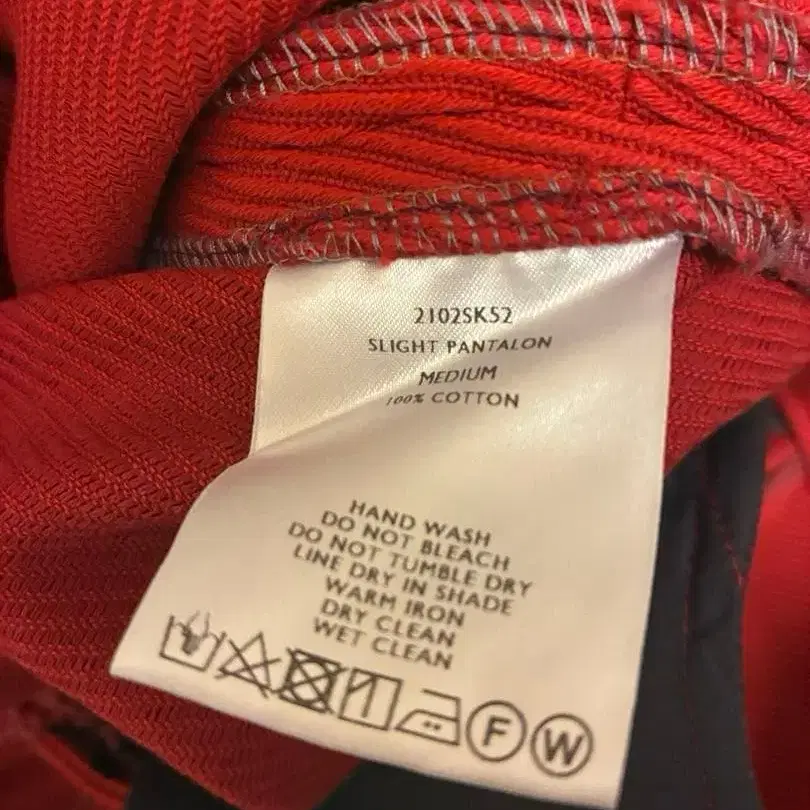 2102SK52
SLIGHT PANTALON
MEDIUM
100% COTTON
HAND WASH
DO NOT BLEACH
DO NOT TUMBLE DRY
LINE DRY IN SHADE
WARM IRON
DRY CLEAN
WET CLEAN
F W